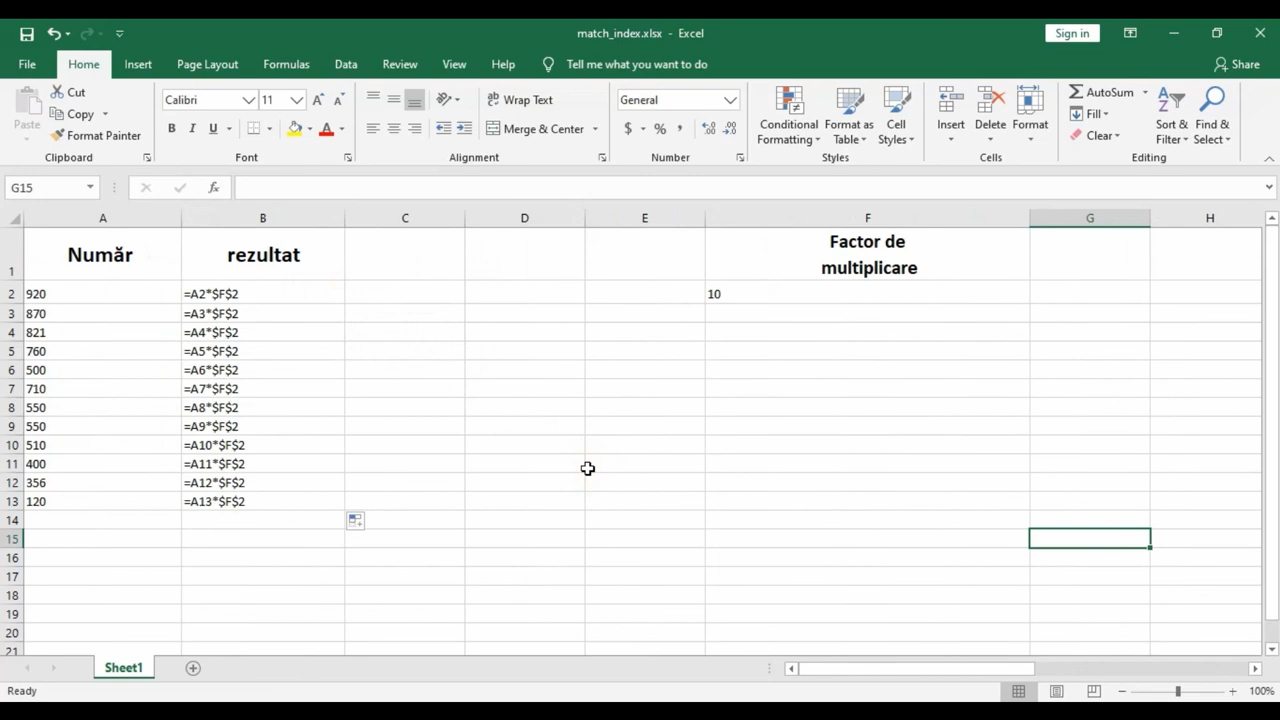 match_index.xlsx - Excel
Sign in
File Home Insert Page Layout Formulas Data Review View Help Tell me what you want to do Share
Paste
Cut
Copy
Format Painter
Clipboard
Calibri 11
B I U
Font
Wrap Text
Merge & Center
Alignment
General
$ % ,
Number
Conditional Formatting
Format as Table
Cell Styles
Styles
Insert
Delete
Format
Cells
AutoSum
Fill
Clear
Sort & Filter
Find & Select
Editing
G15 fx
A B C D E F G H
1 Număr rezultat Factor de
multiplicare
2 920 =A2*$F$2 10
3 870 =A3*$F$2
4 821 =A4*$F$2
5 760 =A5*$F$2
6 500 =A6*$F$2
7 710 =A7*$F$2
8 550 =A8*$F$2
9 550 =A9*$F$2
10 510 =A10*$F$2
11 400 =A11*$F$2
12 356 =A12*$F$2
13 120 =A13*$F$2
14
15
16
17
18
19
20
21
Sheet1
Ready
100%